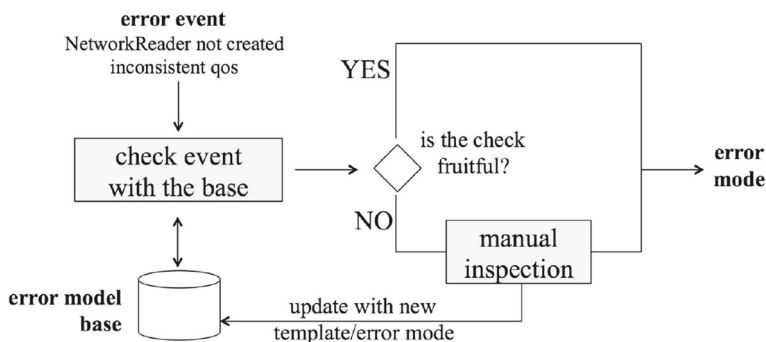 error event
NetworkReader not created
inconsistent qos
YES
check event
with the base
is the check
fruitful?
error
mode
NO
manual
inspection
error model
base
update with new
template/error mode